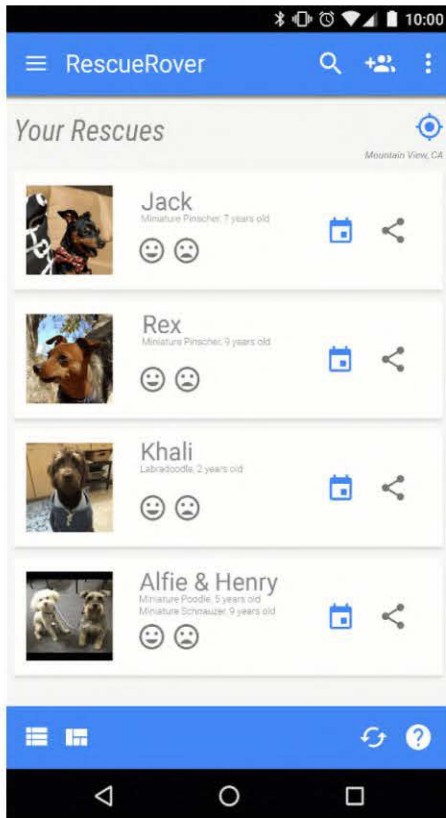 10:00
RescueRover
Your Rescues
Mountain View, CA
Jack
Miniature Pinscher, 7 years old
Rex
Miniature Pinscher, 9 years old
Khali
Labradoodle, 2 years old
Alfie & Henry
Miniature Poodle, 5 years old
Miniature Schnauzer, 9 years old